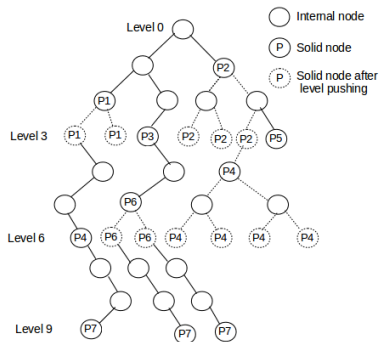 Level 0
Internal node
P Solid node
P Solid node after
level pushing
P2
P1
Level 3
P1 P1 P3 P2 P2 P2 P5
P4
P6
Level 6
P4 P6 P6 P4 P4 P4 P4
Level 9
P7 P7 P7